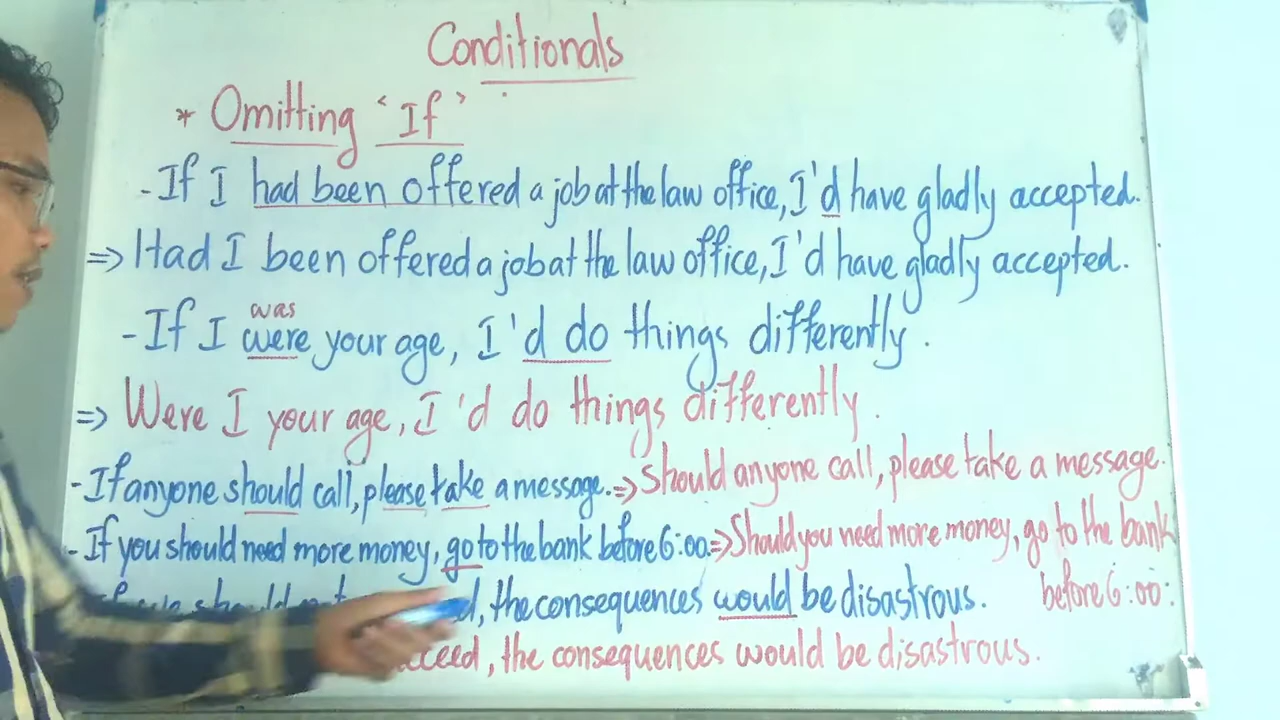 Conditionals
* Omitting 'If'
- If I had been offered a job at the law office, I'd have gladly accepted.
=> Had I been offered a job at the law office, I'd have gladly accepted.
was
- If I were your age, I'd do things differently.
=> Were I your age, I'd do things differently.
- If anyone should call, please take a message. => Should anyone call, please take a message.
- If you should need more money, go to the bank before 6:00. => Should you need more money, go to the bank
before 6:00.
should the consequences would be disastrous.
the consequences would be disastrous.